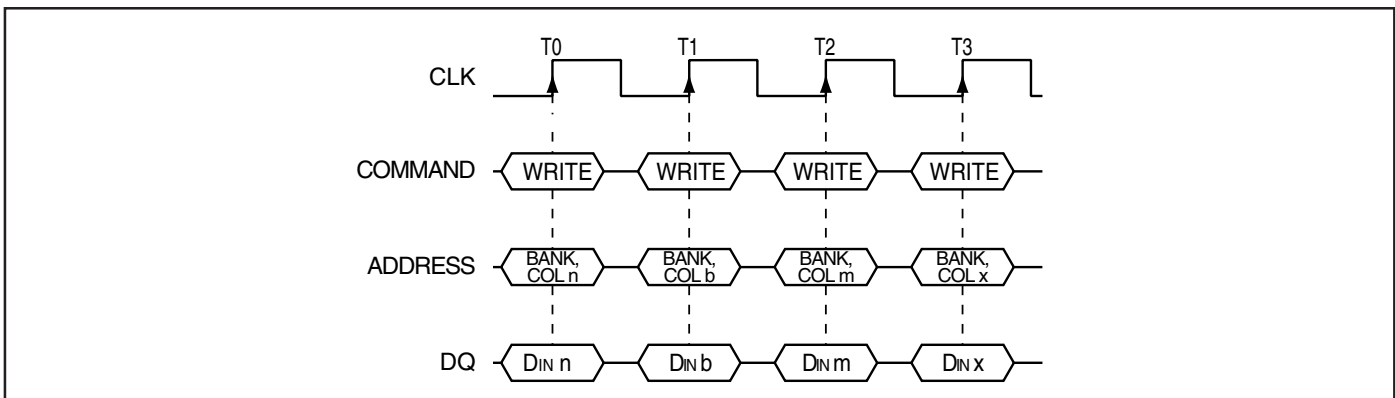 T0 T1 T2 T3
CLK
COMMAND WRITE WRITE WRITE WRITE
ADDRESS BANK, BANK, BANK, BANK,
COL n COL b COL m COL x
DQ DIN n DIN b DIN m DIN x